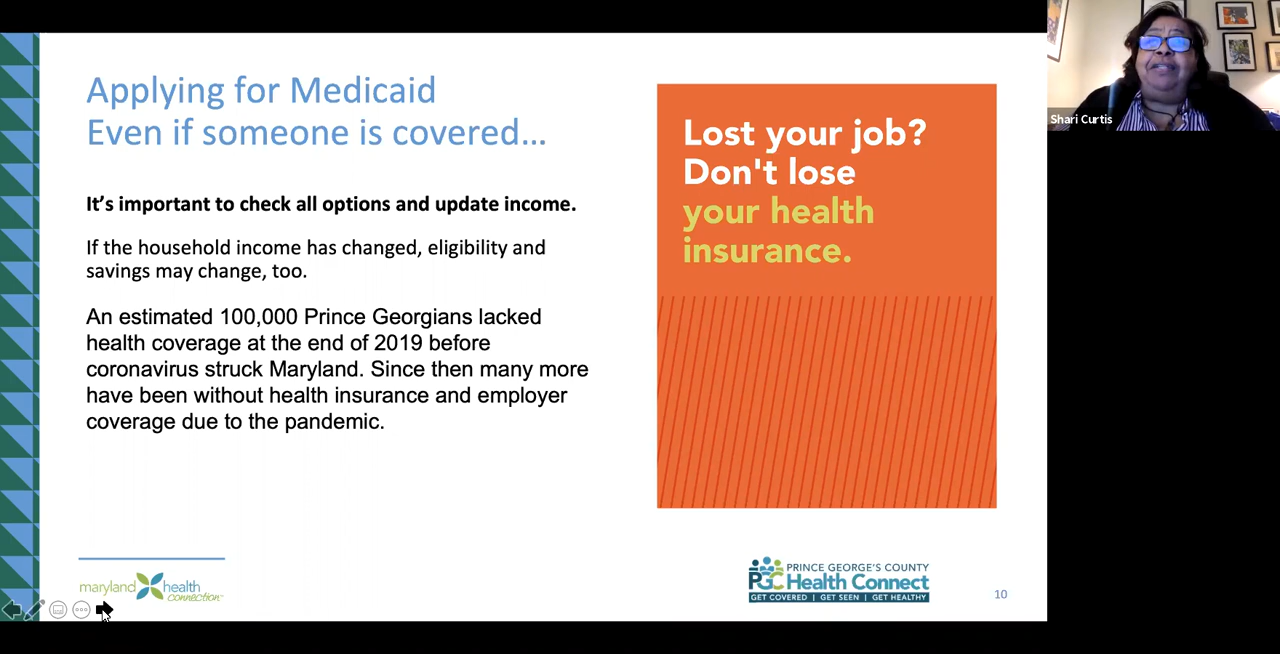 Applying for Medicaid
Even if someone is covered...
It's important to check all options and update income.
If the household income has changed, eligibility and
savings may change, too.
An estimated 100,000 Prince Georgians lacked
health coverage at the end of 2019 before
coronavirus struck Maryland. Since then many more
have been without health insurance and employer
coverage due to the pandemic.
Lost your job?
Don't lose
your health
insurance.
Shari Curtis
maryland health
connection
PRINCE GEORGE'S COUNTY
PGC Health Connect
GET COVERED | GET SEEN | GET HEALTHY
10